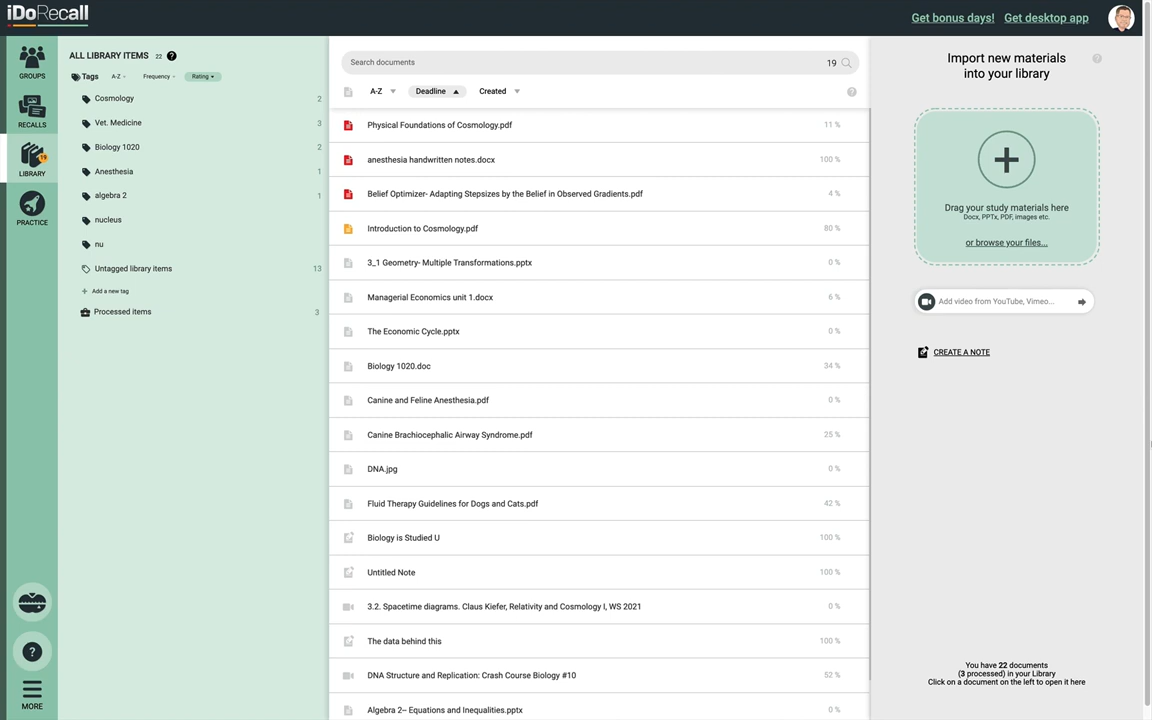 iDoRecall
Get bonus days! Get desktop app
GROUPS
RECALLS
19
LIBRARY
PRACTICE
?
MORE
ALL LIBRARY ITEMS 22 ?
Tags A-Z Frequency Rating
Cosmology 2
Vet. Medicine 3
Biology 1020 2
Anesthesia 1
algebra 2 1
nucleus
nu
Untagged library items 13
+ Add a new tag
Processed items 3
Search documents 19
A-Z Deadline Created ?
Physical Foundations of Cosmology.pdf 11 %
anesthesia handwritten notes.docx 100 %
Belief Optimizer- Adapting Stepsizes by the Belief in Observed Gradients.pdf 4 %
Introduction to Cosmology.pdf 80 %
3_1 Geometry- Multiple Transformations.pptx 0 %
Managerial Economics unit 1.docx 6 %
The Economic Cycle.pptx 0 %
Biology 1020.doc 34 %
Canine and Feline Anesthesia.pdf 0 %
Canine Brachiocephalic Airway Syndrome.pdf 25 %
DNA.jpg 0 %
Fluid Therapy Guidelines for Dogs and Cats.pdf 42 %
Biology is Studied U 100 %
Untitled Note 100 %
3.2. Spacetime diagrams. Claus Kiefer, Relativity and Cosmology I, WS 2021 0 %
The data behind this 100 %
DNA Structure and Replication: Crash Course Biology #10 52 %
Algebra 2-- Equations and Inequalities.pptx 0 %
Import new materials ?
into your library
Drag your study materials here
Docx, PPTx, PDF, images etc.
or browse your files...
Add video from YouTube, Vimeo...
CREATE A NOTE
You have 22 documents
(3 processed) in your Library
Click on a document on the left to open it here